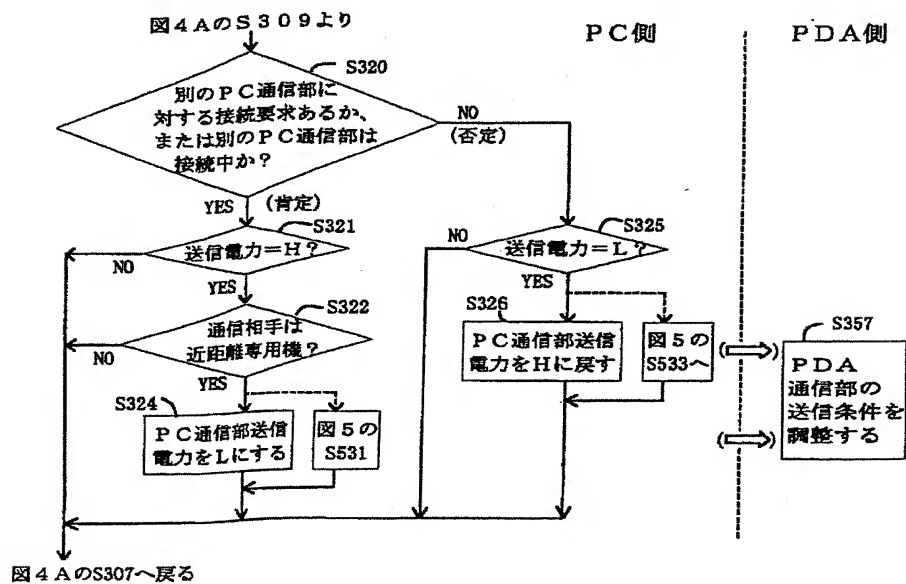 図4AのS309より
PC側
PDA側
S320
別のPC通信部に
対する接続要求あるか、
または別のPC通信部は
接続中か?
NO
(否定)
YES
(肯定)
S321
送信電力=H?
NO
YES
S322
通信相手は
近距離専用機?
NO
YES
S324
PC通信部送信
電力をLにする
図5の
S531
S325
NO
送信電力=L?
YES
S326
PC通信部送信
電力をHに戻す
図5の
S533へ
S357
PDA
通信部の
送信条件を
調整する
図4AのS307へ戻る